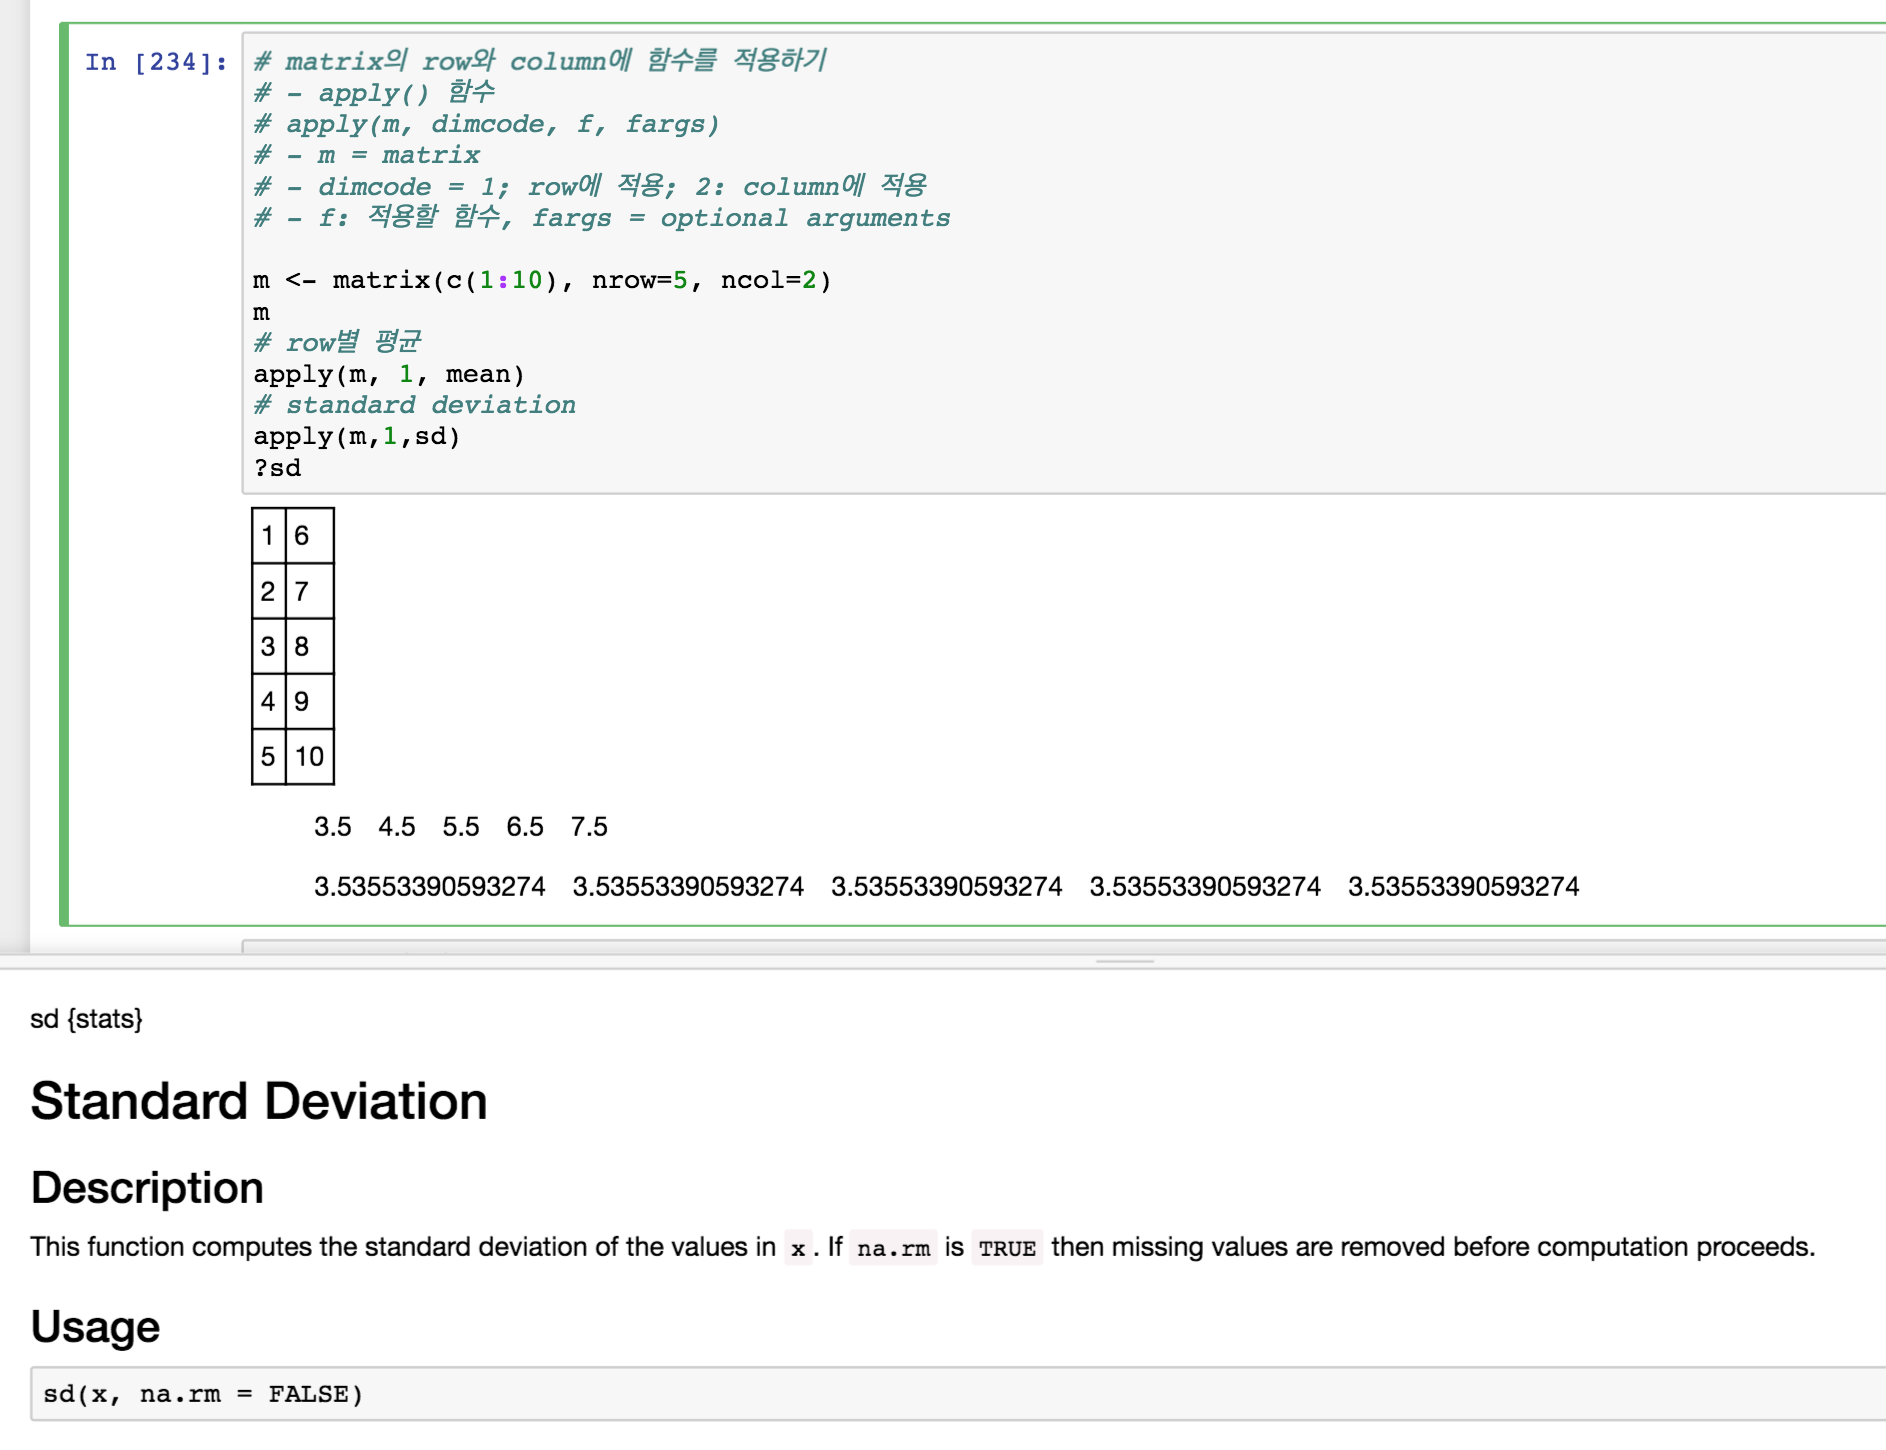 In [234]:
# matrix의 row와 column에 함수를 적용하기
# - apply() 함수
# apply(m, dimcode, f, fargs)
# - m = matrix
# - dimcode = 1; row에 적용; 2: column에 적용
# - f: 적용할 함수, fargs = optional arguments
m <- matrix(c(1:10), nrow=5, ncol=2)
m
# row별 평균
apply(m, 1, mean)
# standard deviation
apply(m,1,sd)
?sd
1 6
2 7
3 8
4 9
5 10
3.5 4.5 5.5 6.5 7.5
3.53553390593274 3.53553390593274 3.53553390593274 3.53553390593274 3.53553390593274
sd {stats}
Standard Deviation
Description
This function computes the standard deviation of the values in x . If na.rm is TRUE then missing values are removed before computation proceeds.
Usage
sd(x, na.rm = FALSE)